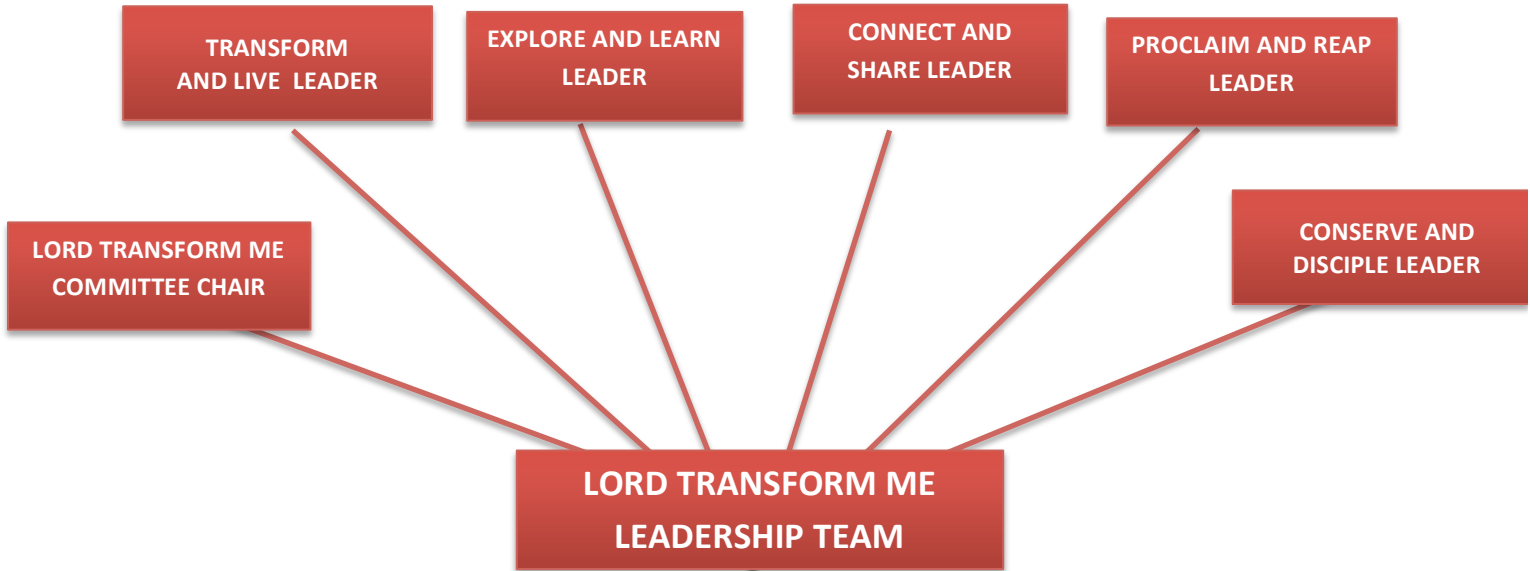 TRANSFORM
AND LIVE LEADER
EXPLORE AND LEARN
LEADER
CONNECT AND
SHARE LEADER
PROCLAIM AND REAP
LEADER
LORD TRANSFORM ME
COMMITTEE CHAIR
CONSERVE AND
DISCIPLE LEADER
LORD TRANSFORM ME
LEADERSHIP TEAM